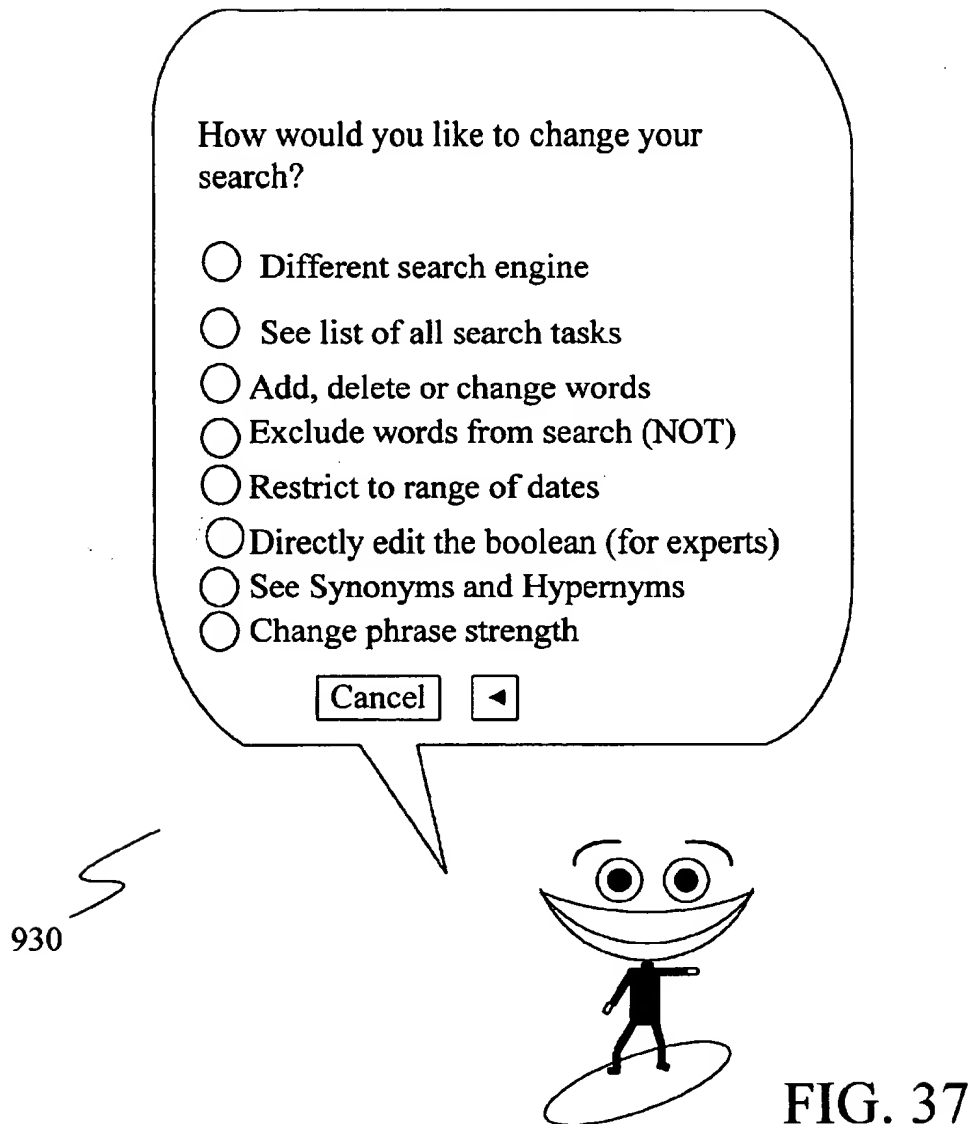 How would you like to change your
search?
Different search engine
See list of all search tasks
Add, delete or change words
Exclude words from search (NOT)
Restrict to range of dates
Directly edit the boolean (for experts)
See Synonyms and Hypernyms
Change phrase strength
Cancel
930
FIG. 37